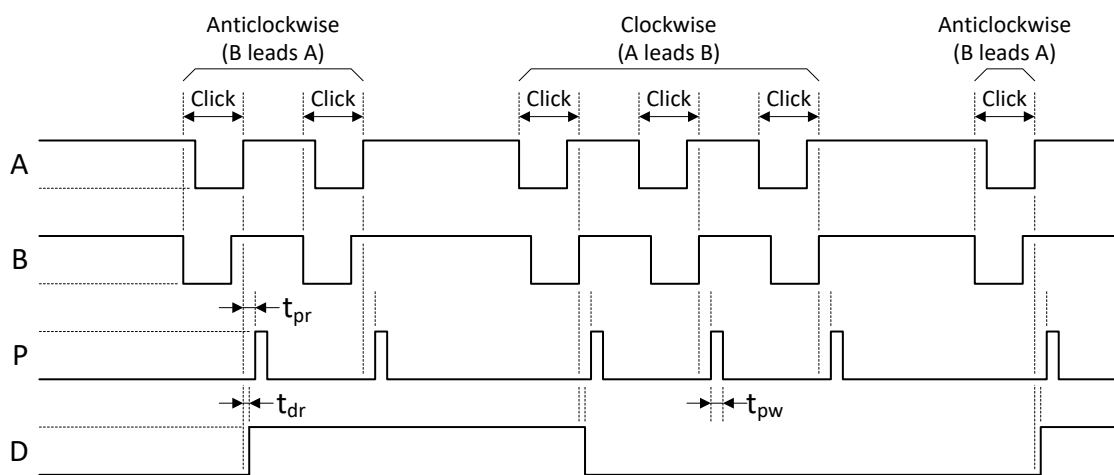 Anticlockwise
(B leads A)
Clockwise
(A leads B)
Anticlockwise
(B leads A)
Click
Click
Click
Click
Click
Click
A
B
tpr
P
tdr
tpw
D